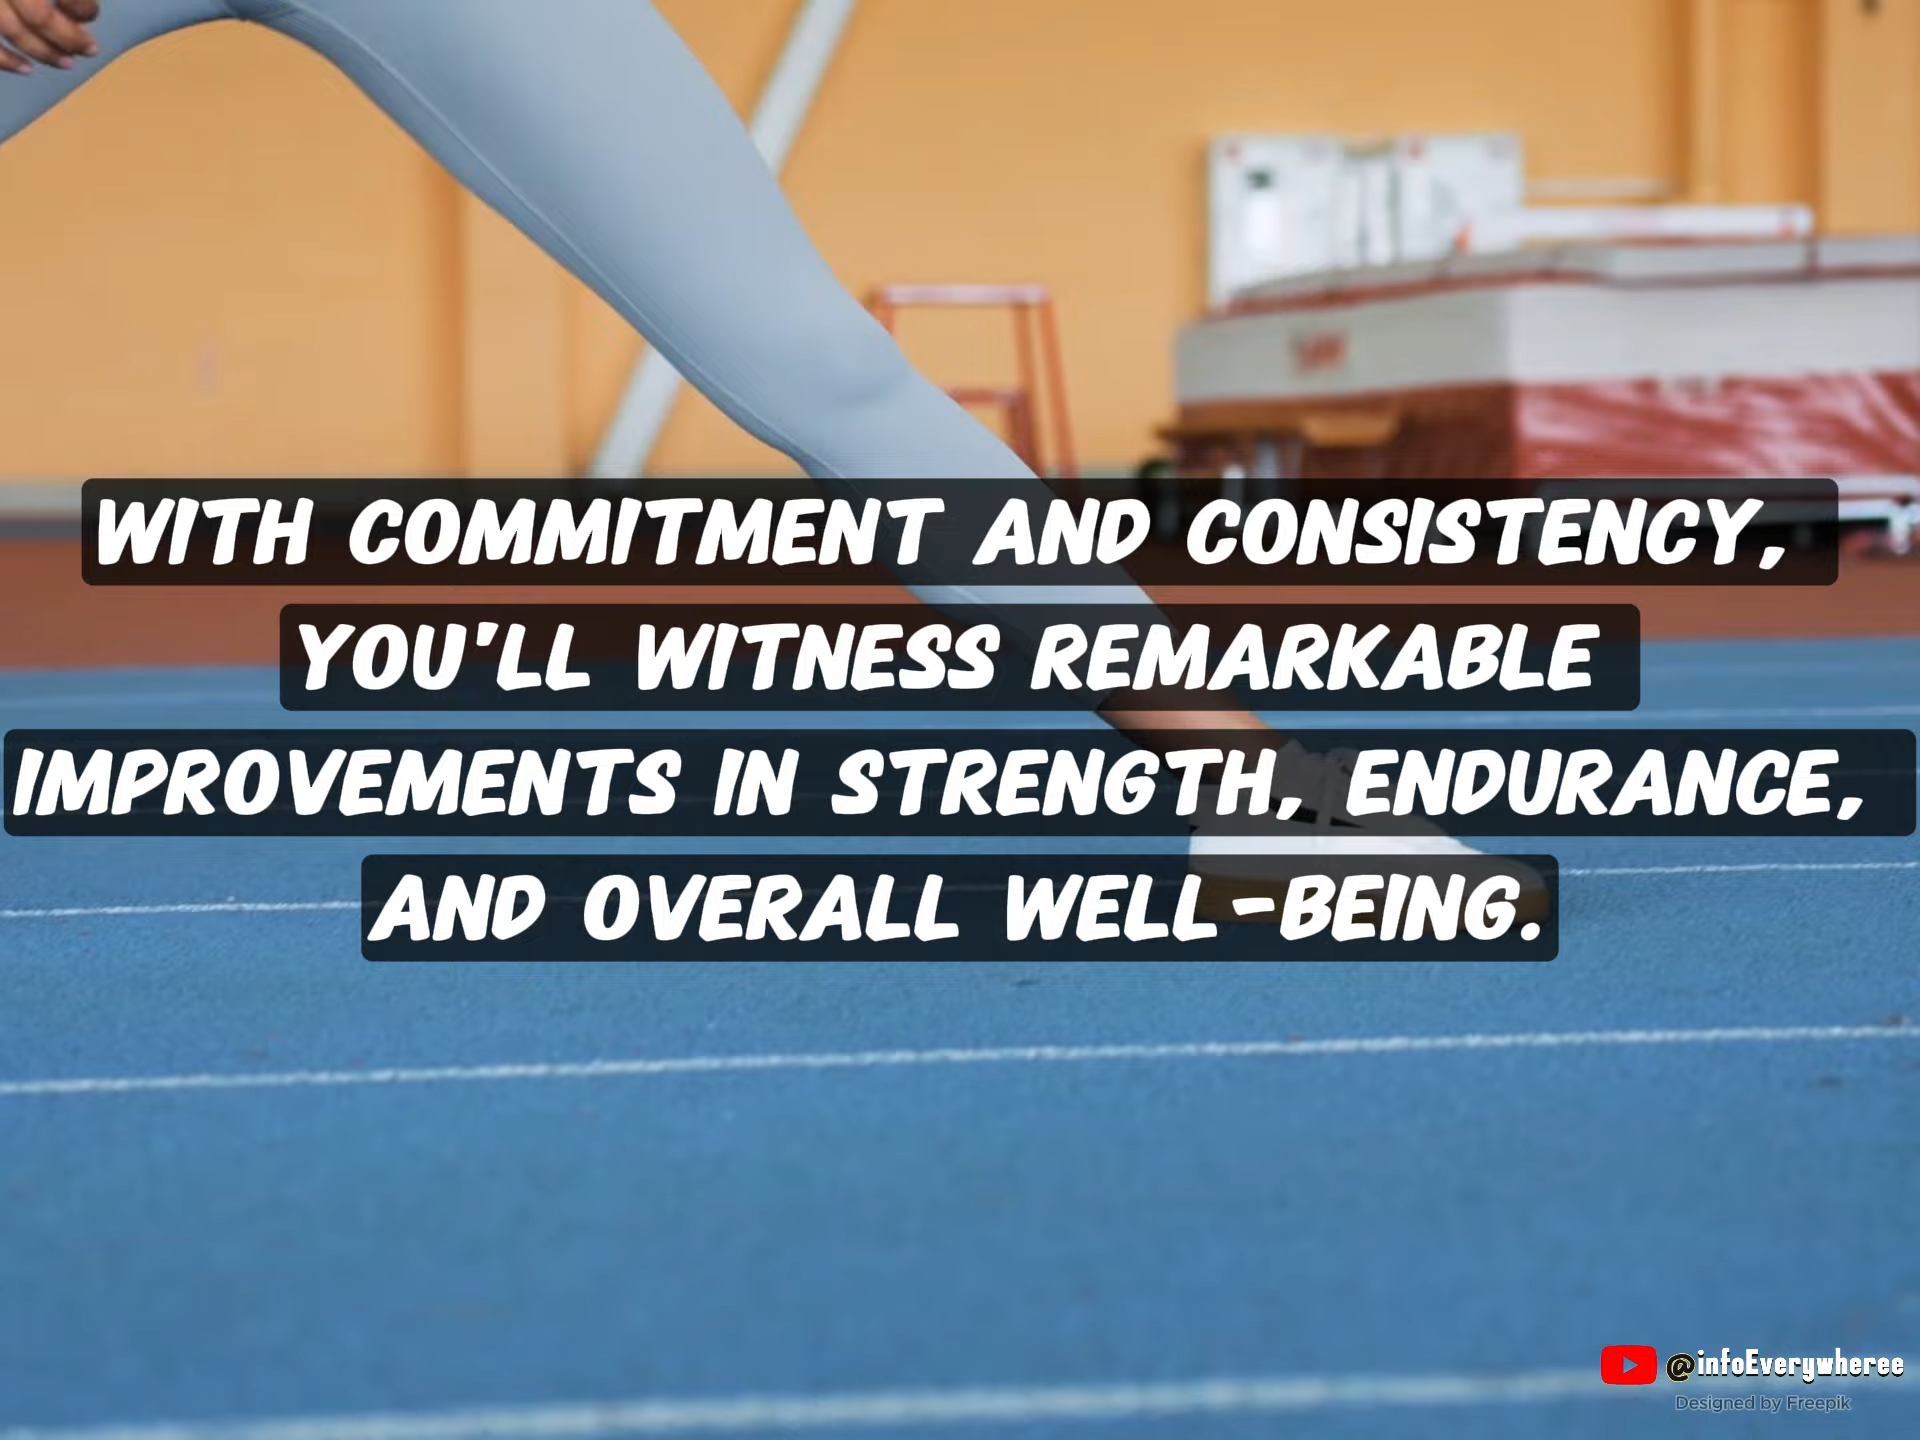 WITH COMMITMENT AND CONSISTENCY,
YOU'LL WITNESS REMARKABLE
IMPROVEMENTS IN STRENGTH, ENDURANCE,
AND OVERALL WELL-BEING.
@infoEverywheree
Designed by Freepik